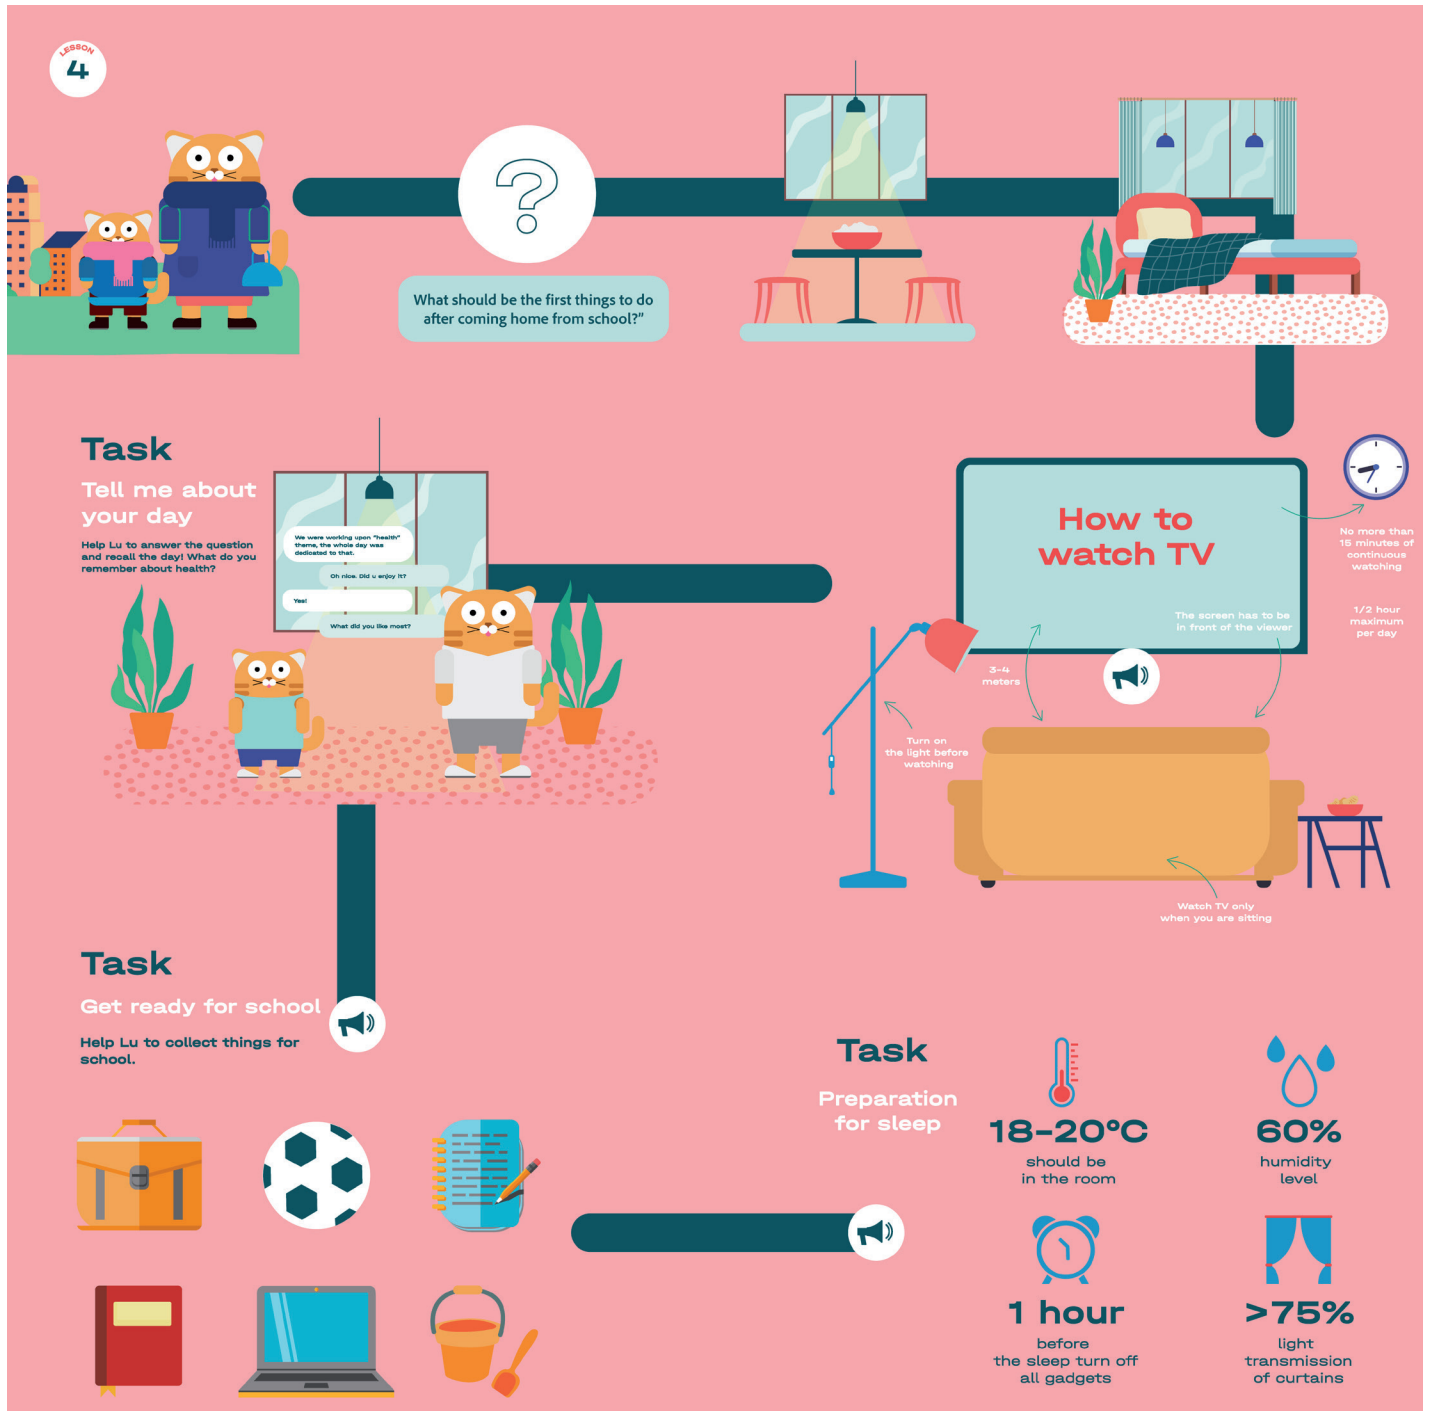 LESSON
4
What should be the first things to do
after coming home from school?"
Task
Tell me about
your day
Help Lu to answer the question
and recall the day! What do you
remember about health?
We were working upon "health"
theme, the whole day was
dedicated to that.
Oh nice. Did u enjoy it?
Yes!
What did you like most?
How to
watch TV
The screen has to be
in front of the viewer
No more than
15 minutes of
continuous
watching
1/2 hour
maximum
per day
3-4
meters
Turn on
the light before
watching
Watch TV only
when you are sitting
Task
Get ready for school
Help Lu to collect things for
school.
Task
Preparation
for sleep
18-20°C
should be
in the room
60%
humidity
level
1 hour
before
the sleep turn off
all gadgets
>75%
light
transmission
of curtains